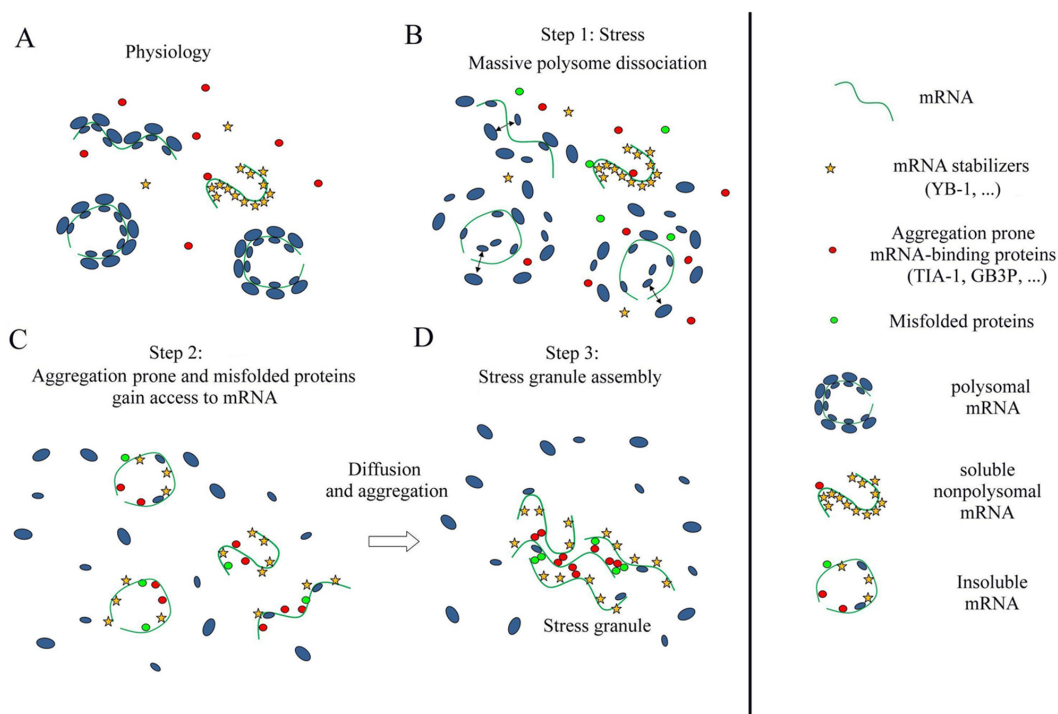 A
Physiology
B
Step 1: Stress
Massive polysome dissociation
C
Step 2:
Aggregation prone and misfolded proteins
gain access to mRNA
Diffusion
and aggregation
D
Step 3:
Stress granule assembly
Stress granule
mRNA
mRNA stabilizers
(YB-1, ...)
Aggregation prone
mRNA-binding proteins
(TIA-1, GB3P, ...)
Misfolded proteins
polysomal
mRNA
soluble
nonpolysomal
mRNA
Insoluble
mRNA